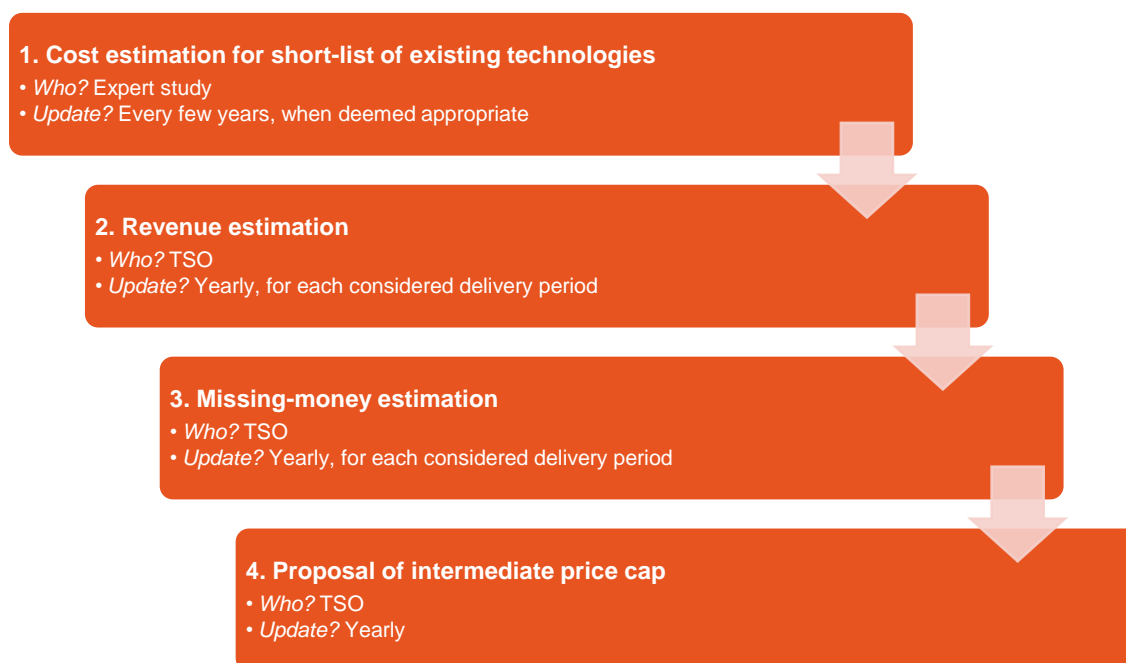 1. Cost estimation for short-list of existing technologies
• Who? Expert study
• Update? Every few years, when deemed appropriate
2. Revenue estimation
• Who? TSO
• Update? Yearly, for each considered delivery period
3. Missing-money estimation
• Who? TSO
• Update? Yearly, for each considered delivery period
4. Proposal of intermediate price cap
• Who? TSO
• Update? Yearly